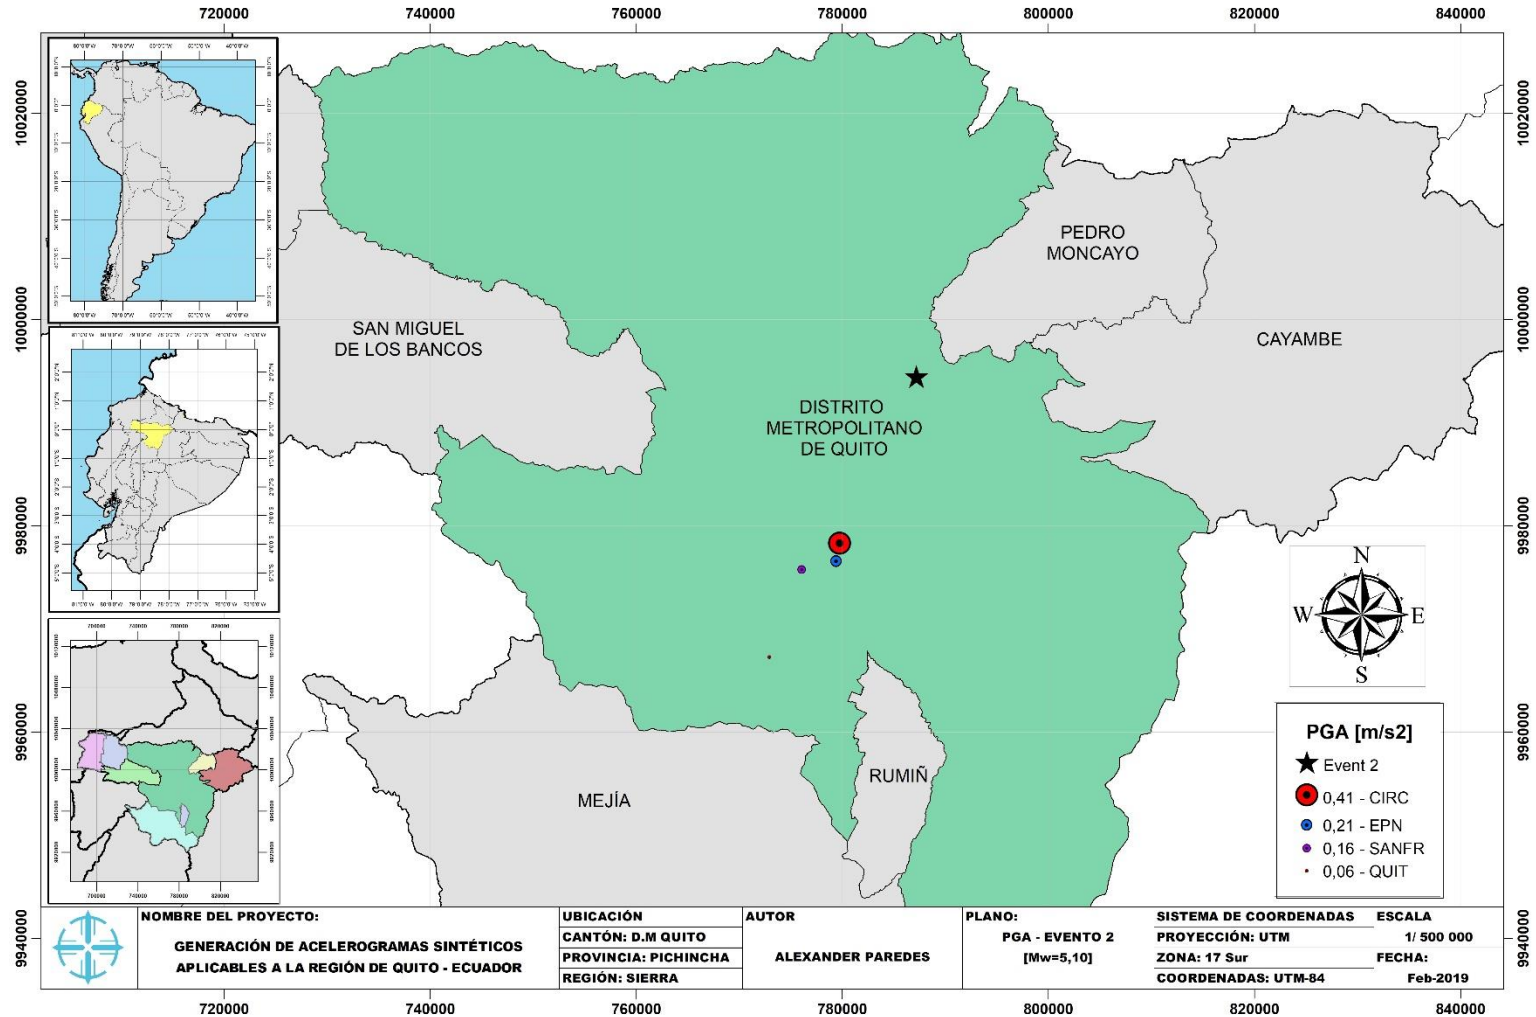 720000 740000 760000 780000 800000 820000 840000
10020000 10020000
10000000 10000000
9980000 9980000
9960000 9960000
9940000 9940000
PEDRO
MONCAYO
SAN MIGUEL
DE LOS BANCOS
CAYAMBE
DISTRITO
METROPOLITANO
DE QUITO
N
W E
S
RUMIÑ
MEJÍA
PGA [m/s2]
Event 2
0,41 - CIRC
0,21 - EPN
0,16 - SANFR
0,06 - QUIT
NOMBRE DEL PROYECTO:
GENERACIÓN DE ACELEROGRAMAS SINTÉTICOS
APLICABLES A LA REGIÓN DE QUITO - ECUADOR
UBICACIÓN
CANTÓN: D.M QUITO
PROVINCIA: PICHINCHA
REGIÓN: SIERRA
AUTOR
ALEXANDER PAREDES
PLANO:
PGA - EVENTO 2
[Mw=5,10]
SISTEMA DE COORDENADAS
PROYECCIÓN: UTM
ZONA: 17 Sur
COORDENADAS: UTM-84
ESCALA
1/ 500 000
FECHA:
Feb-2019
720000 740000 760000 780000 800000 820000 840000